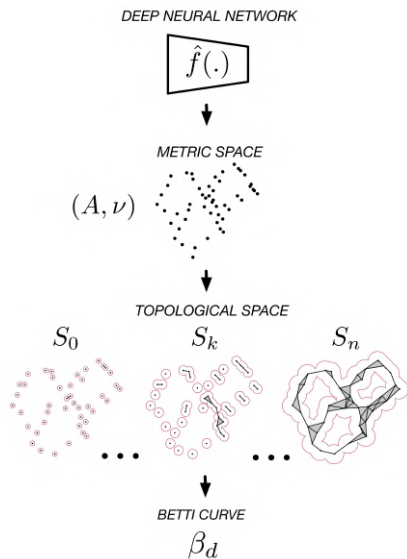 DEEP NEURAL NETWORK
f̂(.)
METRIC SPACE
(A, ν)
TOPOLOGICAL SPACE
S₀ Sₖ Sₙ
BETTI CURVE
β_d